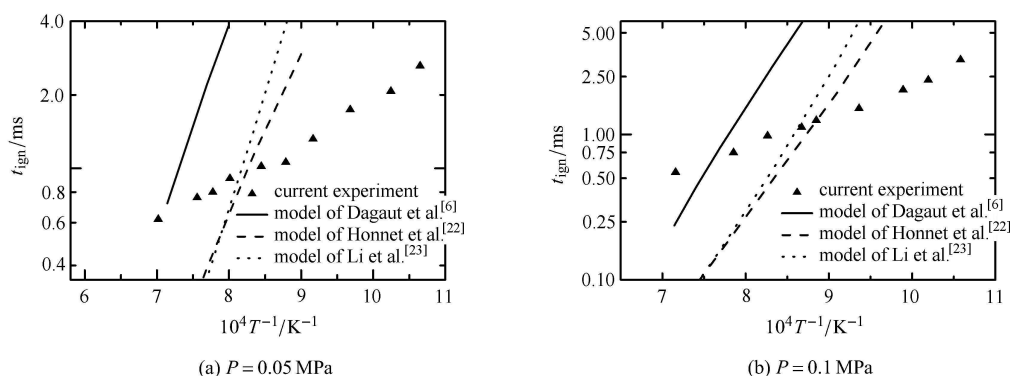 4.0
2.0
0.8
0.6
0.4
t_ign/ms
current experiment
model of Dagaut et al.[6]
model of Honnet et al.[22]
model of Li et al.[23]
6 7 8 9 10 11
10⁴ T⁻¹/K⁻¹
(a) P = 0.05 MPa
5.00
2.50
1.00
0.75
0.50
0.25
0.10
t_ign/ms
current experiment
model of Dagaut et al.[6]
model of Honnet et al.[22]
model of Li et al.[23]
7 8 9 10 11
10⁴ T⁻¹/K⁻¹
(b) P = 0.1 MPa